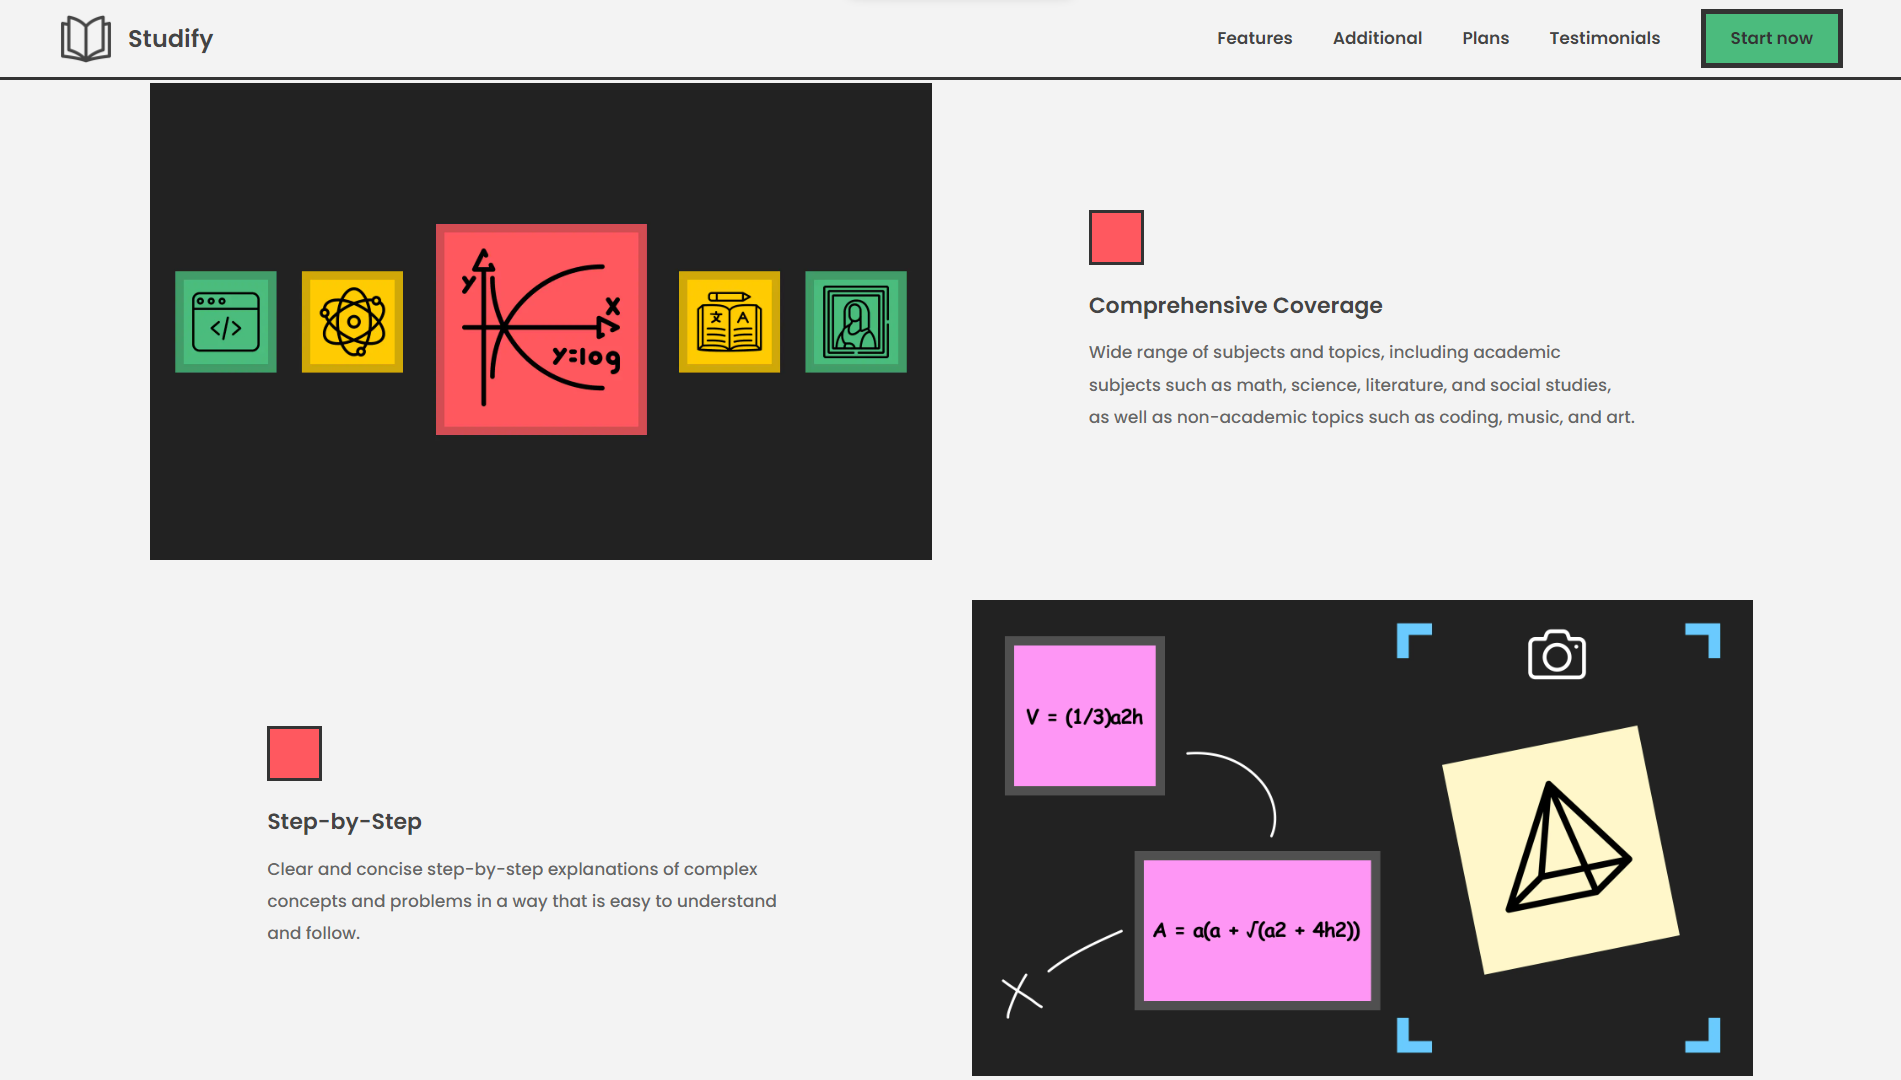 Studify
Features
Additional
Plans
Testimonials
Start now
</>
y
x
y=log
文 A
Comprehensive Coverage
Wide range of subjects and topics, including academic
subjects such as math, science, literature, and social studies,
as well as non-academic topics such as coding, music, and art.
Step-by-Step
Clear and concise step-by-step explanations of complex
concepts and problems in a way that is easy to understand
and follow.
V = (1/3)a2h
A = a(a + √(a2 + 4h2))